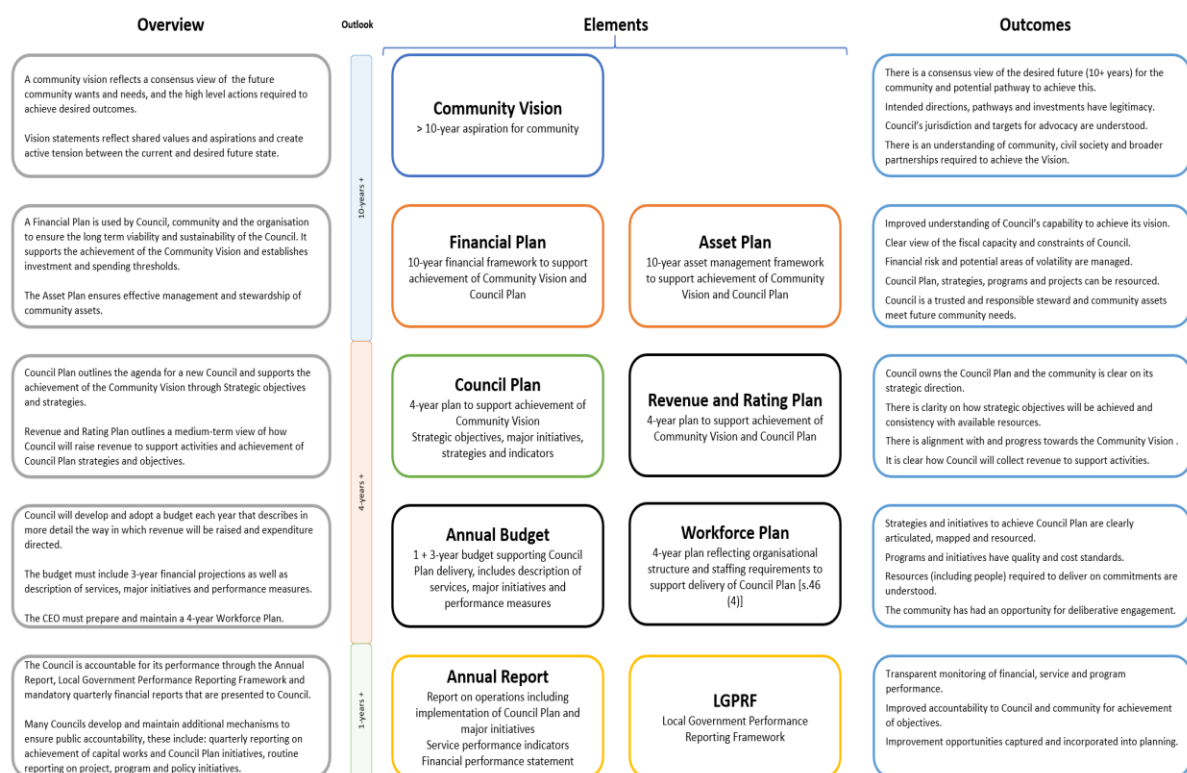 Overview
Outlook
Elements
Outcomes
A community vision reflects a consensus view of the future
community wants and needs, and the high level actions required to
achieve desired outcomes.
Vision statements reflect shared values and aspirations and create
active tension between the current and desired future state.
10-years +
Community Vision
> 10-year aspiration for community
There is a consensus view of the desired future (10+ years) for the
community and potential pathway to achieve this.
Intended directions, pathways and investments have legitimacy.
Council's jurisdiction and targets for advocacy are understood.
There is an understanding of community, civil society and broader
partnerships required to achieve the Vision.
A Financial Plan is used by Council, community and the organisation
to ensure the long term viability and sustainability of the Council. It
supports the achievement of the Community Vision and establishes
investment and spending thresholds.
The Asset Plan ensures effective management and stewardship of
community assets.
Financial Plan
10-year financial framework to support
achievement of Community Vision and
Council Plan
Asset Plan
10-year asset management framework
to support achievement of Community
Vision and Council Plan
Improved understanding of Council's capability to achieve its vision.
Clear view of the fiscal capacity and constraints of Council.
Financial risk and potential areas of volatility are managed.
Council Plan, strategies, programs and projects can be resourced.
Council is a trusted and responsible steward and community assets
meet future community needs.
Council Plan outlines the agenda for a new Council and supports the
achievement of the Community Vision through Strategic objectives
and strategies.
Revenue and Rating Plan outlines a medium-term view of how
Council will raise revenue to support activities and achievement of
Council Plan strategies and objectives.
4-years +
Council Plan
4-year plan to support achievement of
Community Vision
Strategic objectives, major initiatives,
strategies and indicators
Revenue and Rating Plan
4-year plan to support achievement of
Community Vision and Council Plan
Council owns the Council Plan and the community is clear on its
strategic direction.
There is clarity on how strategic objectives will be achieved and
consistency with available resources.
There is alignment with and progress towards the Community Vision .
It is clear how Council will collect revenue to support activities.
Council will develop and adopt a budget each year that describes in
more detail the way in which revenue will be raised and expenditure
directed.
The budget must include 3-year financial projections as well as
description of services, major initiatives and performance measures.
The CEO must prepare and maintain a 4-year Workforce Plan.
Annual Budget
1 + 3-year budget supporting Council
Plan delivery, includes description of
services, major initiatives and
performance measures
Workforce Plan
4-year plan reflecting organisational
structure and staffing requirements to
support delivery of Council Plan [s.46
(4)]
Strategies and initiatives to achieve Council Plan are clearly
articulated, mapped and resourced.
Programs and initiatives have quality and cost standards.
Resources (including people) required to deliver on commitments are
understood.
The community has had an opportunity for deliberative engagement.
The Council is accountable for its performance through the Annual
Report, Local Government Performance Reporting Framework and
mandatory quarterly financial reports that are presented to Council.
Many Councils develop and maintain additional mechanisms to
ensure public accountability, these include: quarterly reporting on
achievement of capital works and Council Plan initiatives, routine
reporting on project, program and policy initiatives.
1-years +
Annual Report
Report on operations including
implementation of Council Plan and
major initiatives
Service performance indicators
Financial performance statement
LGPRF
Local Government Performance
Reporting Framework
Transparent monitoring of financial, service and program
performance.
Improved accountability to Council and community for achievement
of objectives.
Improvement opportunities captured and incorporated into planning.